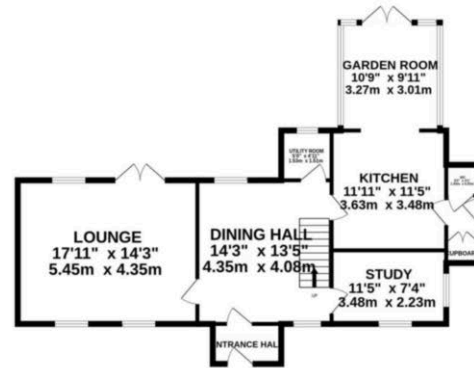 GARDEN ROOM
10'9" x 9'11"
3.27m x 3.01m
UTILITY ROOM
KITCHEN
11'11" x 11'5"
3.63m x 3.48m
LOUNGE
17'11" x 14'3"
5.45m x 4.35m
DINING HALL
14'3" x 13'5"
4.35m x 4.08m
UP
STUDY
11'5" x 7'4"
3.48m x 2.23m
UPBOAR
NTRANCE HAL